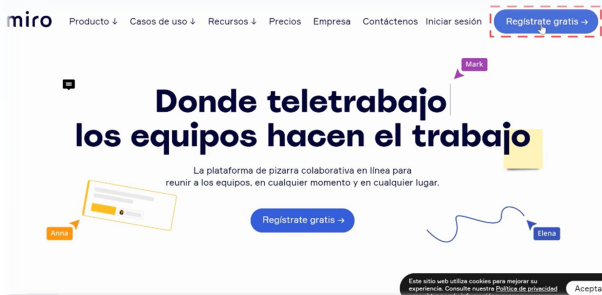 miro Producto ↓ Casos de uso ↓ Recursos ↓ Precios Empresa Contáctenos Iniciar sesión Regístrate gratis →
Mark
Donde teletrabajo
los equipos hacen el trabajo
La plataforma de pizarra colaborativa en línea para
reunir a los equipos, en cualquier momento y en cualquier lugar.
Regístrate gratis →
Anna
Elena
Este sitio web utiliza cookies para mejorar su
experiencia. Consulte nuestra Política de privacidad
Acepta